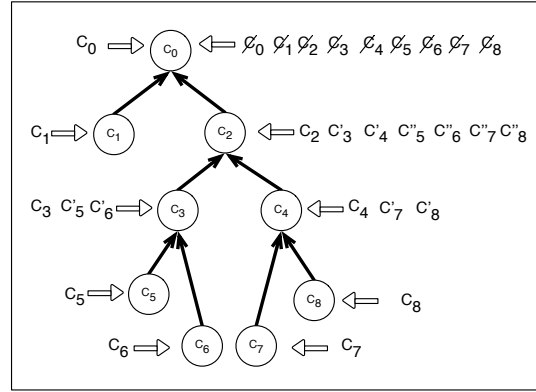 C₀ C₀ C̸₀ C̸₁ C̸₂ C̸₃ C̸₄ C̸₅ C̸₆ C̸₇ C̸₈
C₁ C₁ C₂ C₂ C'₃ C'₄ C"₅ C"₆ C"₇ C"₈
C₃ C'₅ C'₆ C₃ C₄ C₄ C'₇ C'₈
C₅ C₅ C₈ C₈
C₆ C₆ C₇ C₇